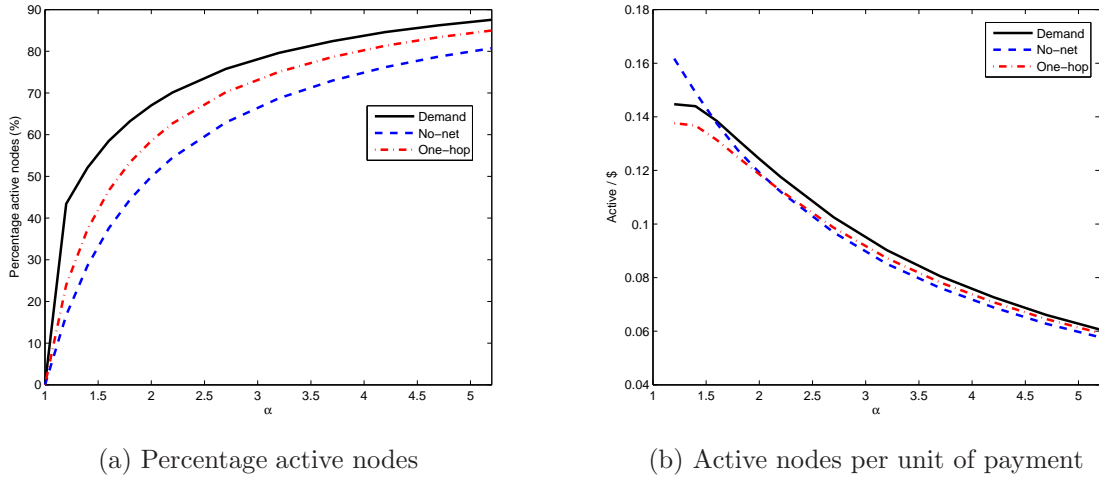 90
80
70
60
50
40
30
20
10
0
Percentage active nodes (%)
1 1.5 2 2.5 3 3.5 4 4.5 5
α
Demand
No−net
One−hop
(a) Percentage active nodes
0.18
0.16
0.14
0.12
0.1
0.08
0.06
0.04
Active / $
1 1.5 2 2.5 3 3.5 4 4.5 5
α
Demand
No−net
One−hop
(b) Active nodes per unit of payment